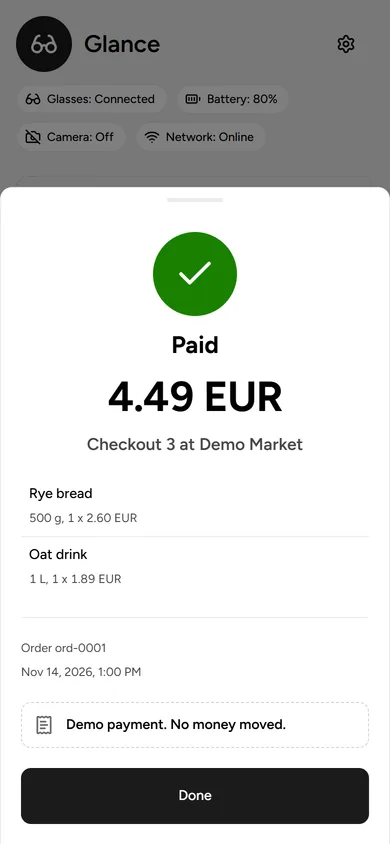 Glance
Glasses: Connected
Battery: 80%
Camera: Off
Network: Online
Paid
4.49 EUR
Checkout 3 at Demo Market
Rye bread
500 g, 1 x 2.60 EUR
Oat drink
1 L, 1 x 1.89 EUR
Order ord-0001
Nov 14, 2026, 1:00 PM
Demo payment. No money moved.
Done